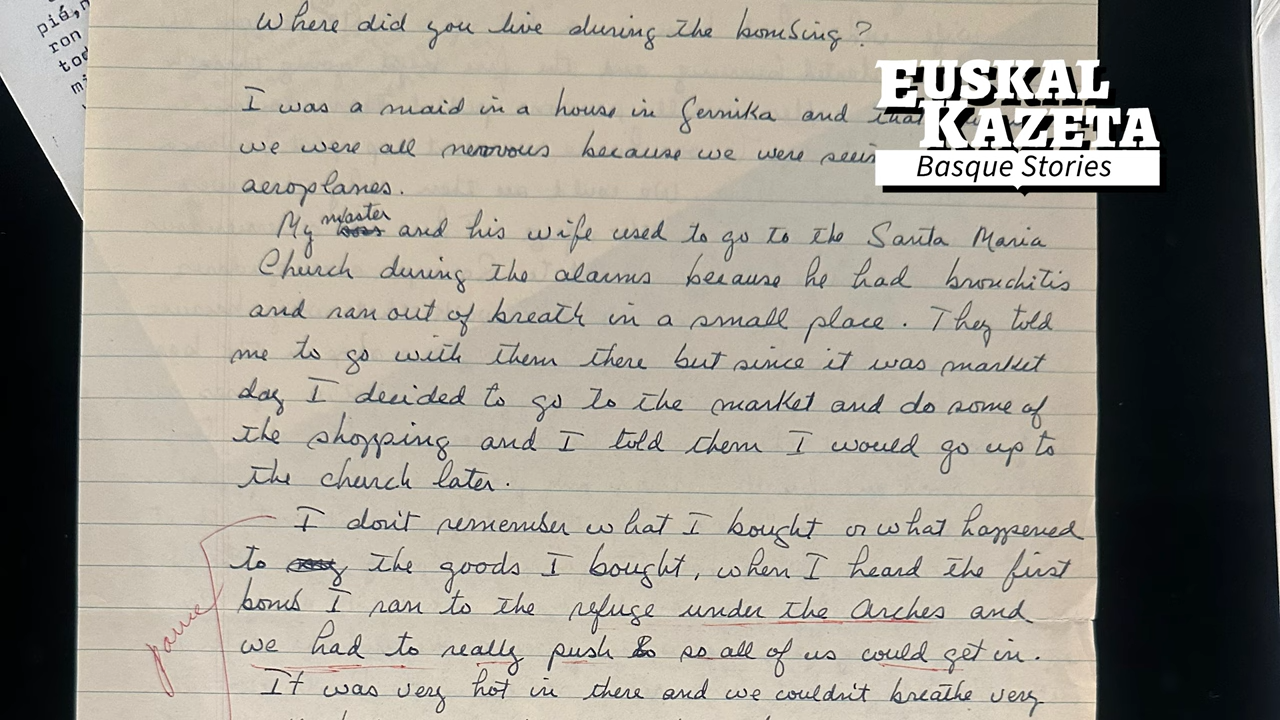 pié,
ron
tod
mi
Where did you live during the bombing?
EUSKAL
KAZETA
Basque Stories
I was a maid in a house in Gernika and that
we were all nervous because we were seein
aeroplanes.
My master and his wife used to go to the Santa Maria
Church during the alarms because he had bronchitis
and ran out of breath in a small place. They told
me to go with them there but since it was market
day I decided to go to the market and do some of
the shopping and I told them I would go up to
the church later.
I don't remember what I bought or what happened
to the goods I bought, when I heard the first
bomb I ran to the refuge under the arches and
we had to really push so all of us could get in.
It was very hot in there and we couldn't breathe very